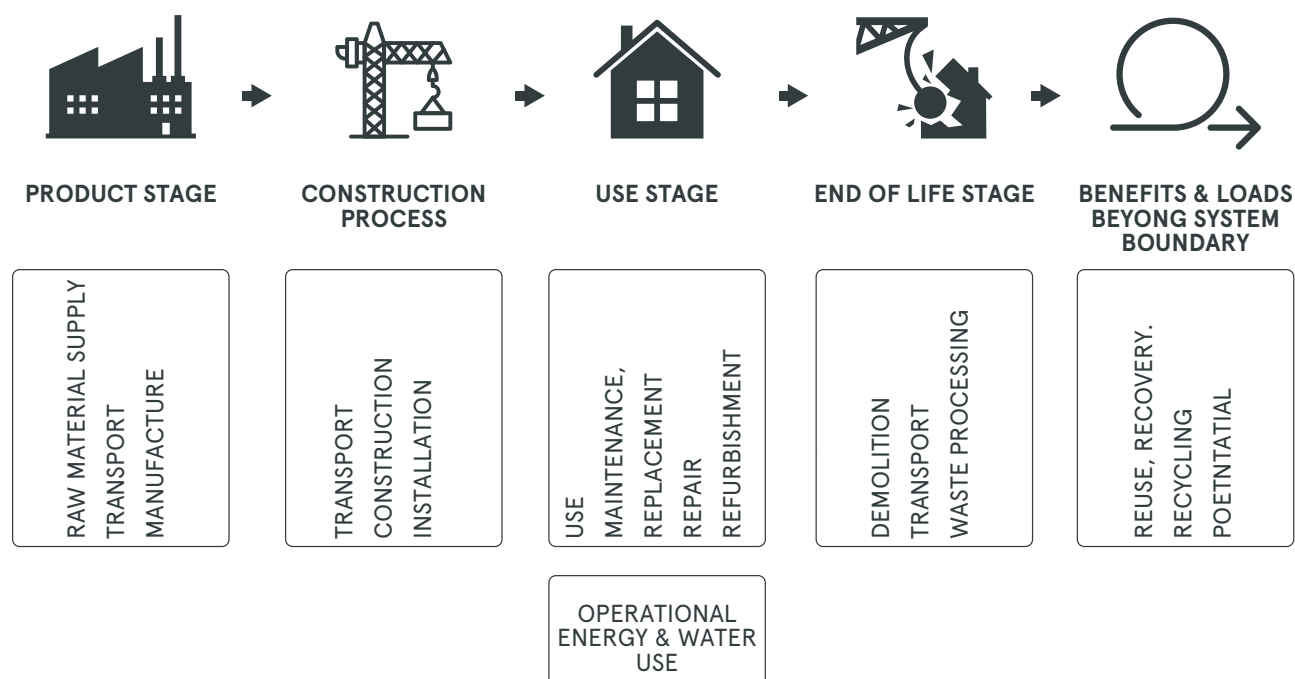 PRODUCT STAGE
CONSTRUCTION
PROCESS
USE STAGE
END OF LIFE STAGE
BENEFITS & LOADS
BEYONG SYSTEM
BOUNDARY
RAW MATERIAL SUPPLY
TRANSPORT
MANUFACTURE
TRANSPORT
CONSTRUCTION
INSTALLATION
USE
MAINTENANCE,
REPLACEMENT
REPAIR
REFURBISHMENT
DEMOLITION
TRANSPORT
WASTE PROCESSING
REUSE, RECOVERY.
RECYCLING
POETNTATIAL
OPERATIONAL
ENERGY & WATER
USE